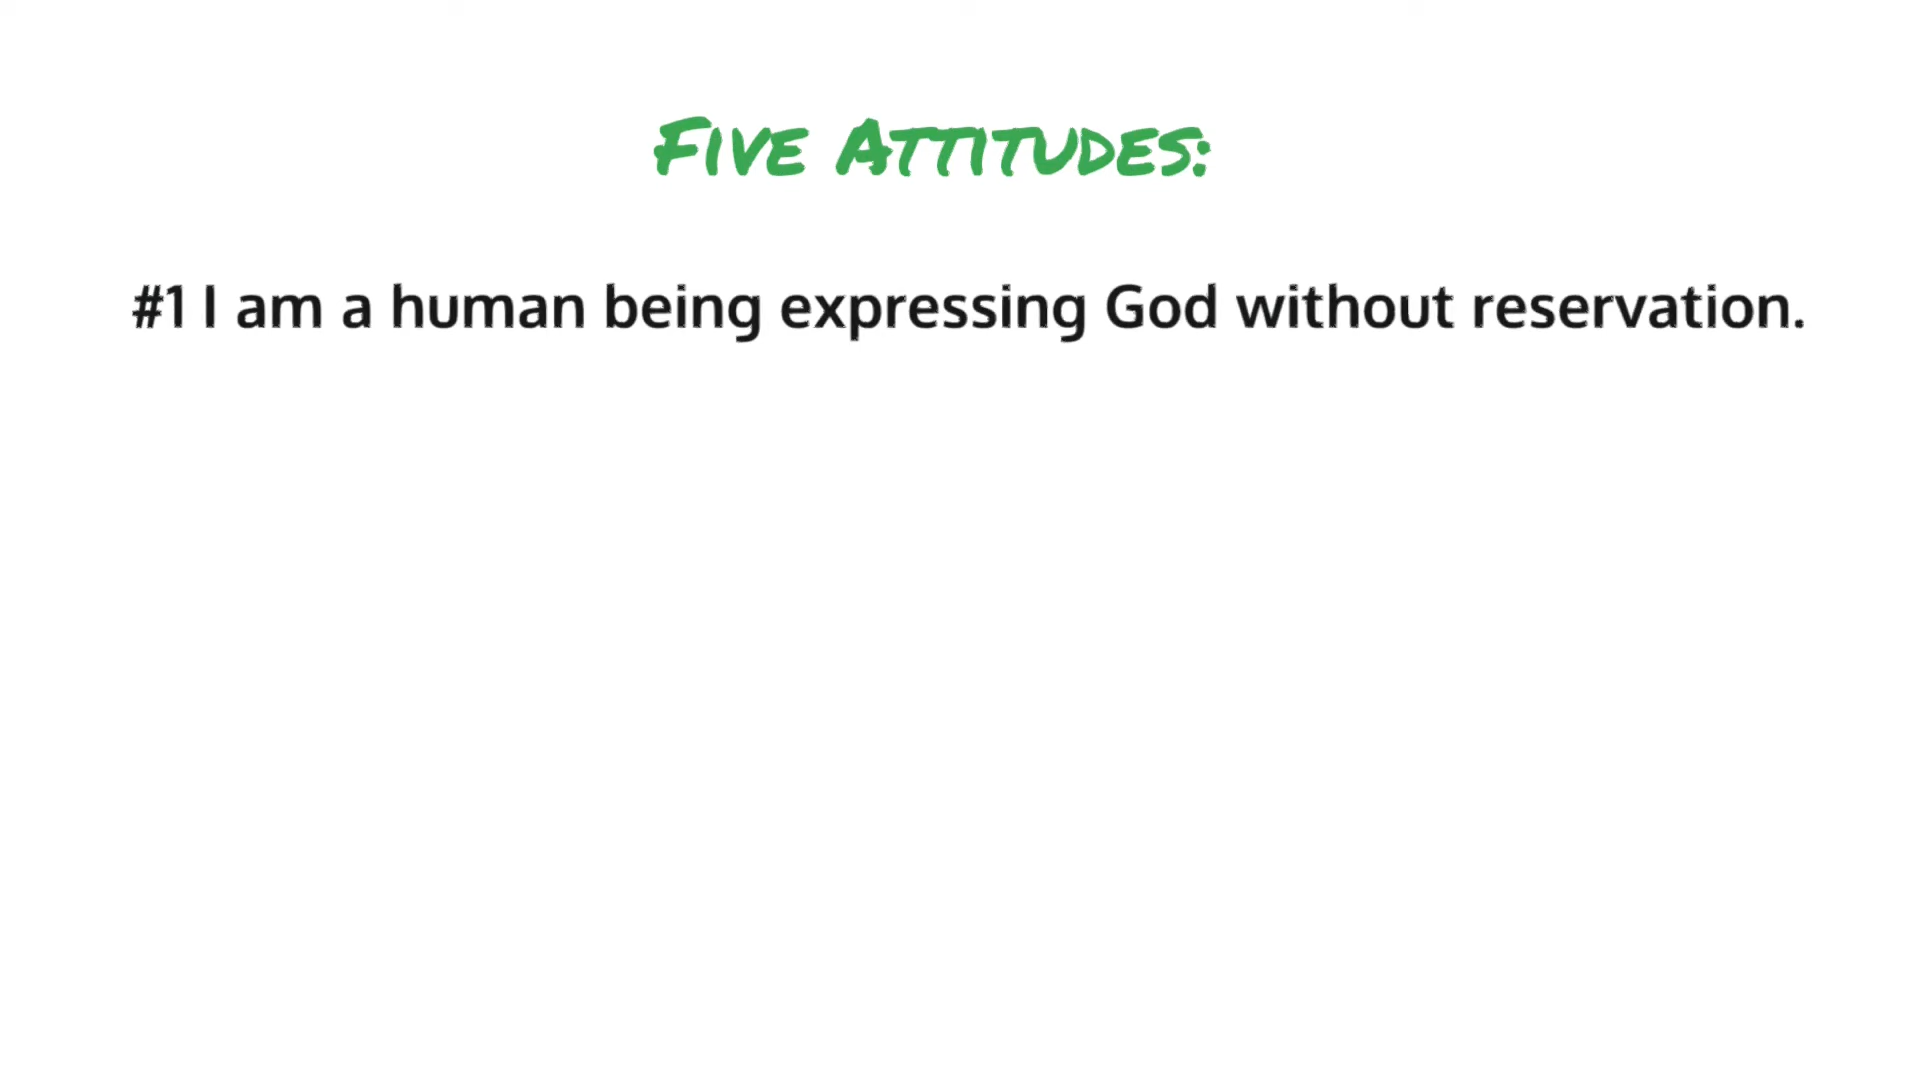 Five Attitudes:
#1 I am a human being expressing God without reservation.